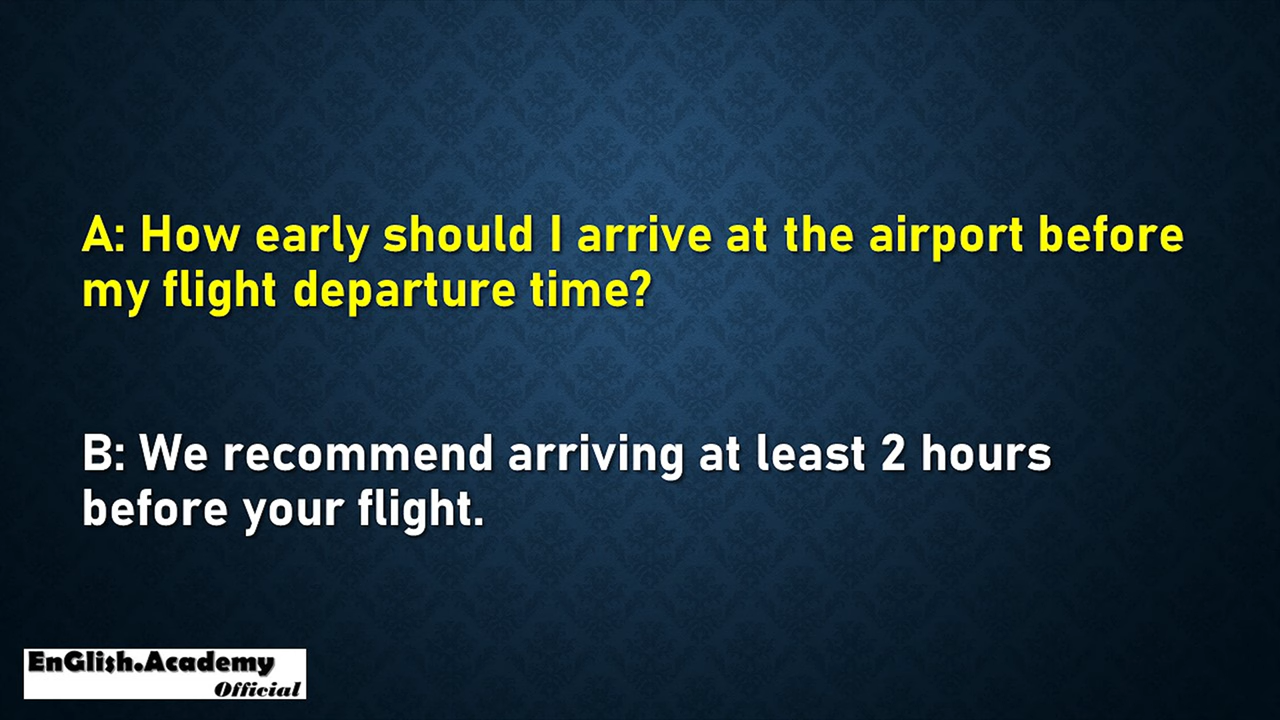 A: How early should I arrive at the airport before
my flight departure time?
B: We recommend arriving at least 2 hours
before your flight.
EnGlish.Academy
Official